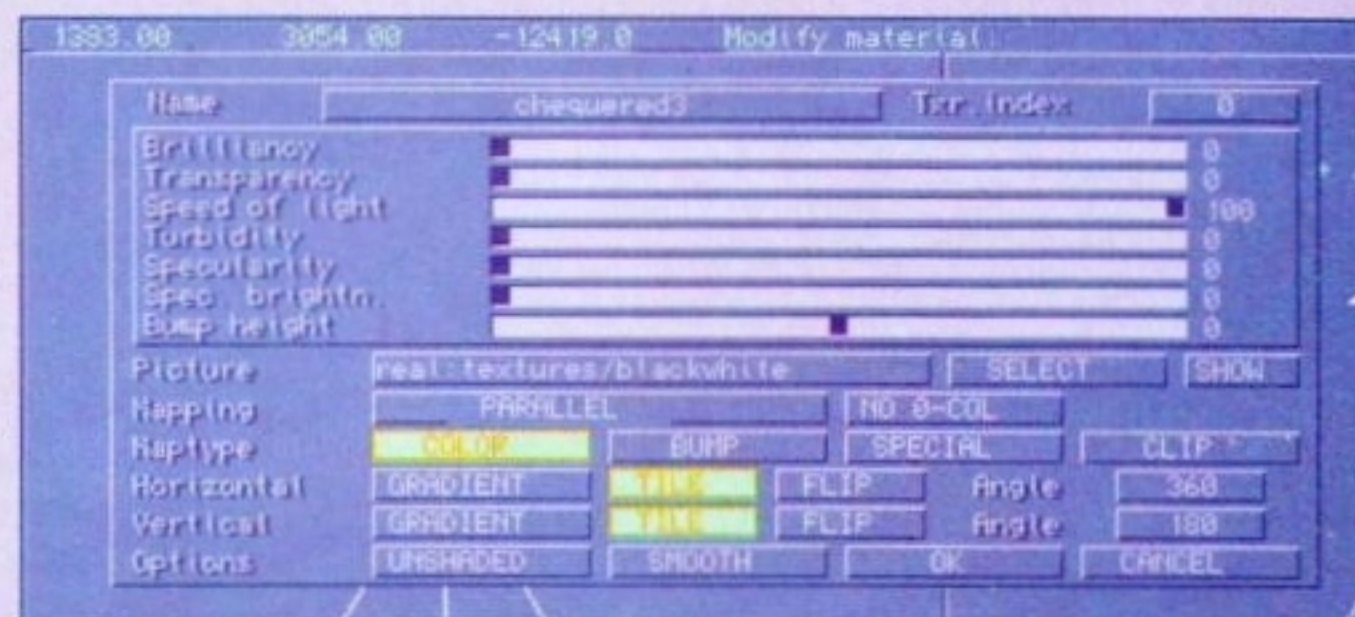 1383.00 3054.00 -12419.0 Modify material:
Name chequered3 Txr.index 0
Brilliancy 0
Transparency 0
Speed of light 100
Turbidity 0
Specularity 0
Spec. brightn. 0
Bump height 0
Picture real:textures/blackwhite SELECT SHOW
Mapping PARALLEL NO 0-COL
Maptype COLOR BUMP SPECIAL CLIP
Horizontal GRADIENT TILE FLIP Angle 360
Vertical GRADIENT TILE FLIP Angle 180
Options UNSHADED SMOOTH OK CANCEL